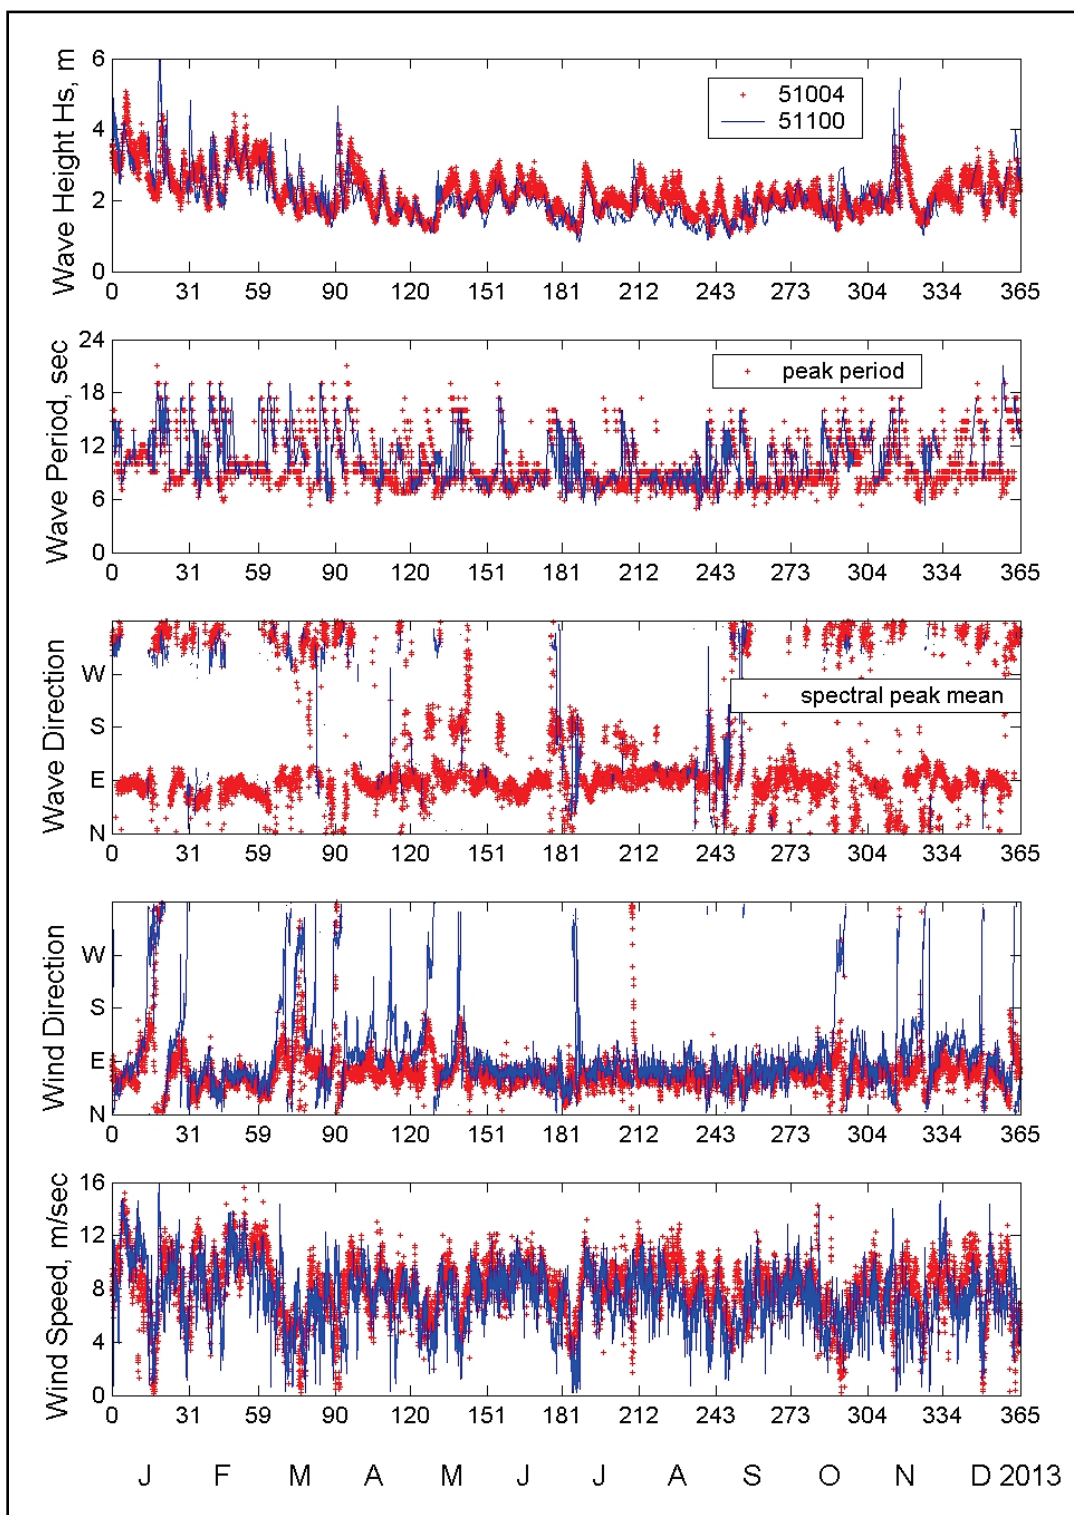 Wave Height Hs, m
6
4
2
0
51004
51100
0 31 59 90 120 151 181 212 243 273 304 334 365
Wave Period, sec
24
18
12
6
0
peak period
0 31 59 90 120 151 181 212 243 273 304 334 365
Wave Direction
W
S
E
N
spectral peak mean
0 31 59 90 120 151 181 212 243 273 304 334 365
Wind Direction
W
S
E
N
0 31 59 90 120 151 181 212 243 273 304 334 365
Wind Speed, m/sec
16
12
8
4
0
0 31 59 90 120 151 181 212 243 273 304 334 365
J F M A M J J A S O N D 2013